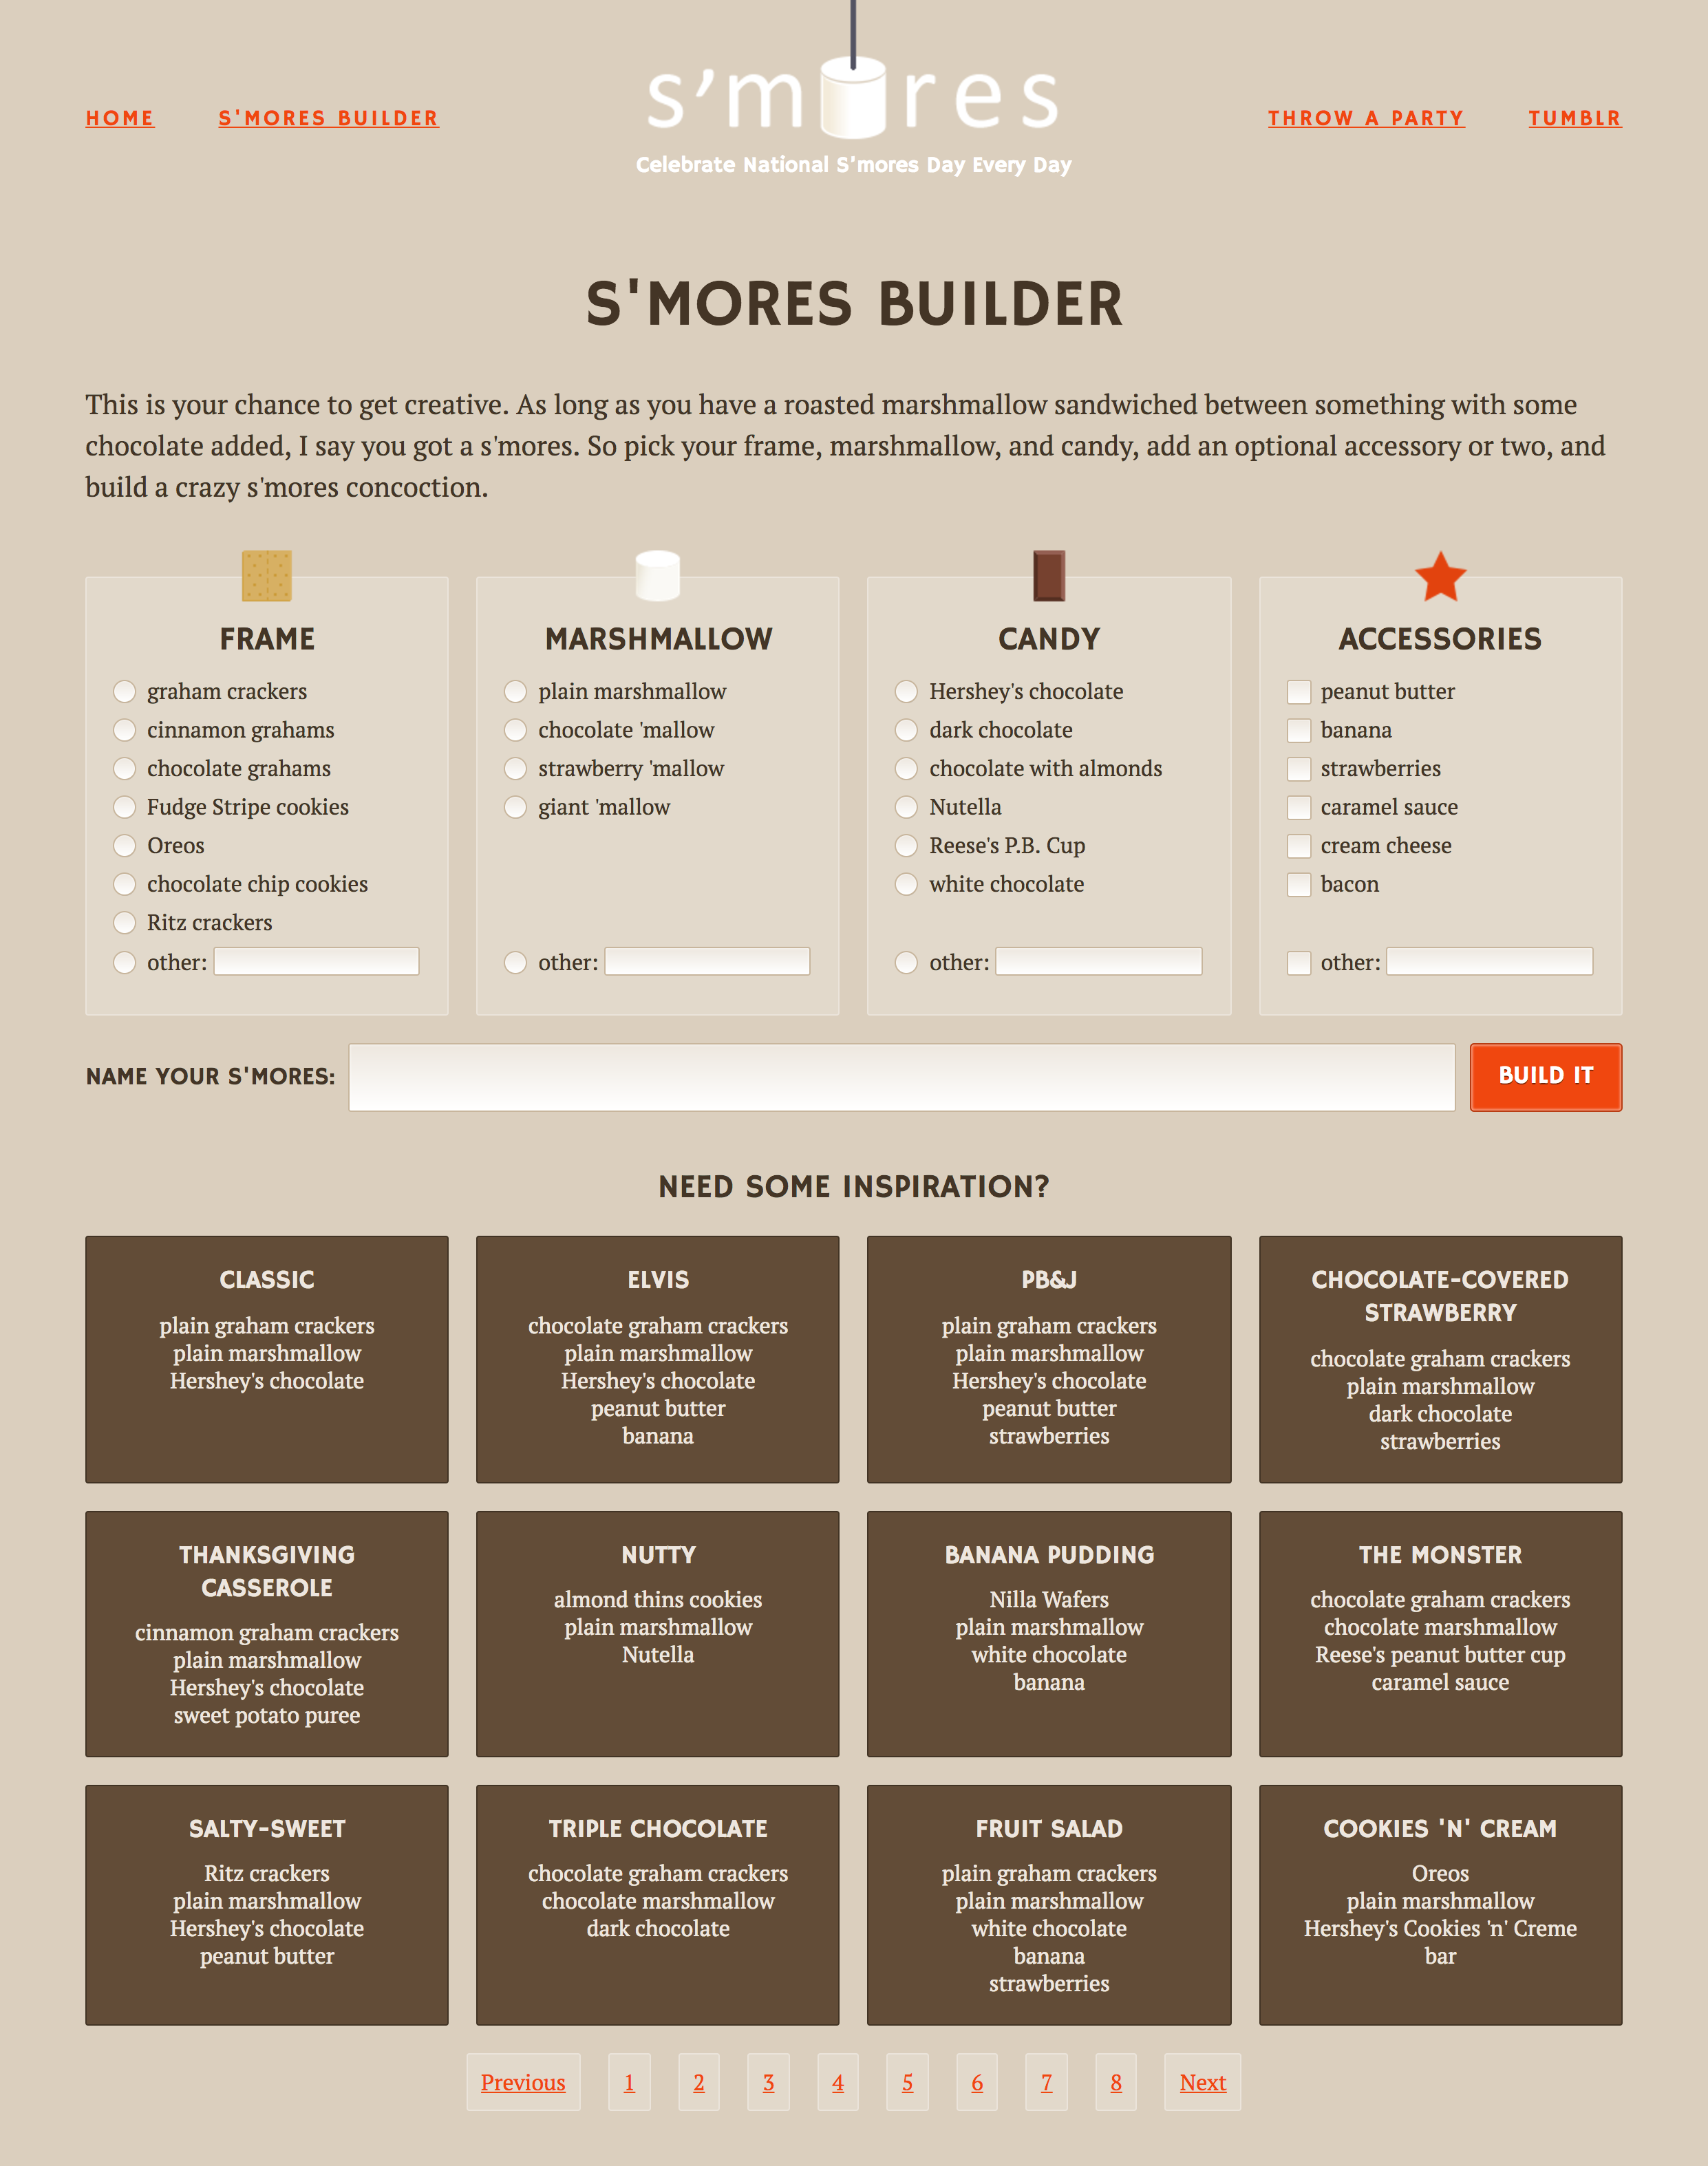 HOME
S'MORES BUILDER
s’mores
Celebrate National S’mores Day Every Day
THROW A PARTY
TUMBLR
S'MORES BUILDER
This is your chance to get creative. As long as you have a roasted marshmallow sandwiched between something with some
chocolate added, I say you got a s'mores. So pick your frame, marshmallow, and candy, add an optional accessory or two, and
build a crazy s'mores concoction.
FRAME
graham crackers
cinnamon grahams
chocolate grahams
Fudge Stripe cookies
Oreos
chocolate chip cookies
Ritz crackers
other:
MARSHMALLOW
plain marshmallow
chocolate 'mallow
strawberry 'mallow
giant 'mallow
other:
CANDY
Hershey's chocolate
dark chocolate
chocolate with almonds
Nutella
Reese's P.B. Cup
white chocolate
other:
ACCESSORIES
peanut butter
banana
strawberries
caramel sauce
cream cheese
bacon
other:
NAME YOUR S'MORES:
BUILD IT
NEED SOME INSPIRATION?
CLASSIC
plain graham crackers
plain marshmallow
Hershey's chocolate
ELVIS
chocolate graham crackers
plain marshmallow
Hershey's chocolate
peanut butter
banana
PB&J
plain graham crackers
plain marshmallow
Hershey's chocolate
peanut butter
strawberries
CHOCOLATE-COVERED
STRAWBERRY
chocolate graham crackers
plain marshmallow
dark chocolate
strawberries
THANKSGIVING
CASSEROLE
cinnamon graham crackers
plain marshmallow
Hershey's chocolate
sweet potato puree
NUTTY
almond thins cookies
plain marshmallow
Nutella
BANANA PUDDING
Nilla Wafers
plain marshmallow
white chocolate
banana
THE MONSTER
chocolate graham crackers
chocolate marshmallow
Reese's peanut butter cup
caramel sauce
SALTY-SWEET
Ritz crackers
plain marshmallow
Hershey's chocolate
peanut butter
TRIPLE CHOCOLATE
chocolate graham crackers
chocolate marshmallow
dark chocolate
FRUIT SALAD
plain graham crackers
plain marshmallow
white chocolate
banana
strawberries
COOKIES 'N' CREAM
Oreos
plain marshmallow
Hershey's Cookies 'n' Creme
bar
Previous 1 2 3 4 5 6 7 8 Next